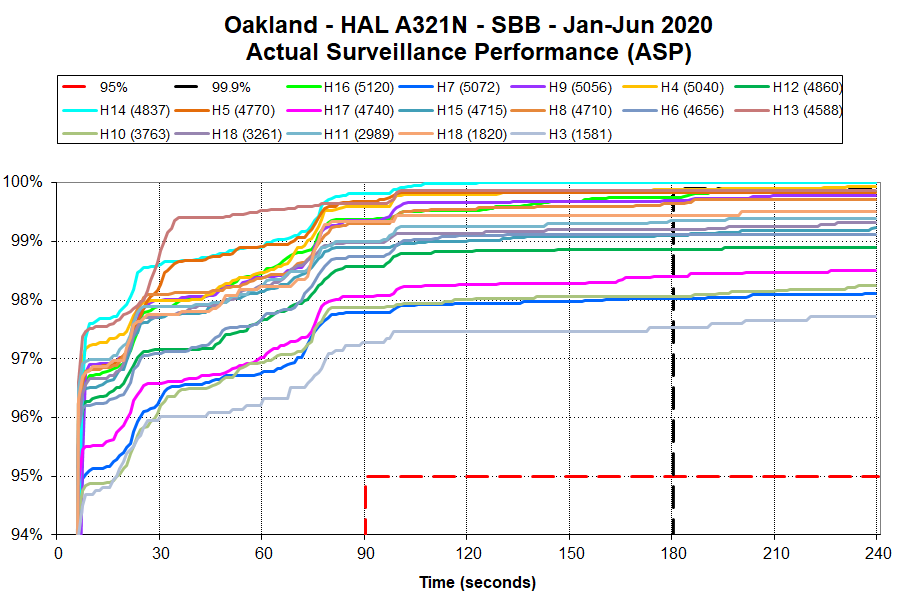 Oakland - HAL A321N - SBB - Jan-Jun 2020
Actual Surveillance Performance (ASP)
95% 99.9% H16 (5120) H7 (5072) H9 (5056) H4 (5040) H12 (4860)
H14 (4837) H5 (4770) H17 (4740) H15 (4715) H8 (4710) H6 (4656) H13 (4588)
H10 (3763) H18 (3261) H11 (2989) H18 (1820) H3 (1581)
100%
99%
98%
97%
96%
95%
94%
0 30 60 90 120 150 180 210 240
Time (seconds)